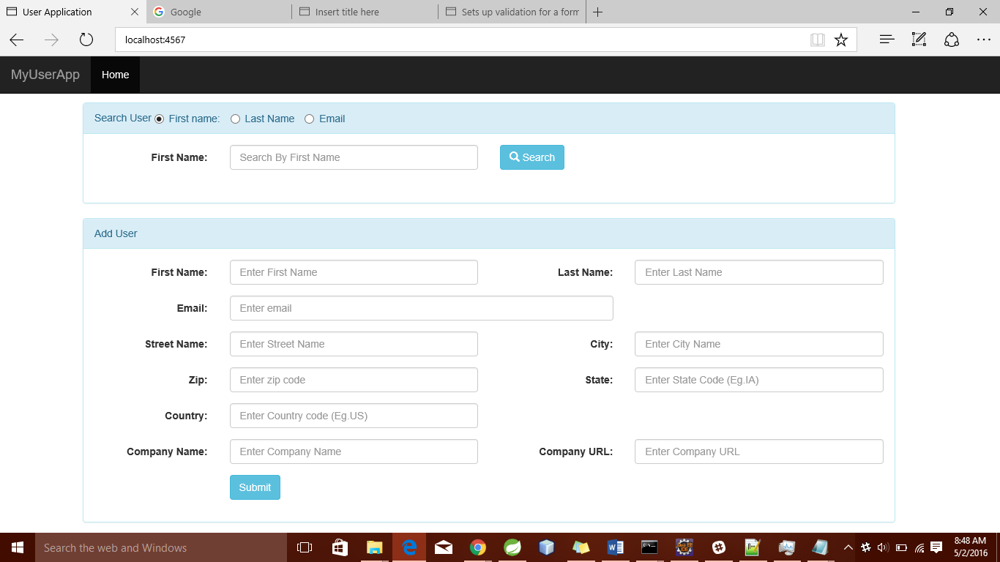 User Application Google Insert title here Sets up validation for a form
localhost:4567
MyUserApp Home
Search User First name: Last Name Email
First Name: Search By First Name Search
Add User
First Name: Enter First Name Last Name: Enter Last Name
Email: Enter email
Street Name: Enter Street Name City: Enter City Name
Zip: Enter zip code State: Enter State Code (Eg.IA)
Country: Enter Country code (Eg.US)
Company Name: Enter Company Name Company URL: Enter Company URL
Submit
Search the web and Windows 8:48 AM
5/2/2016